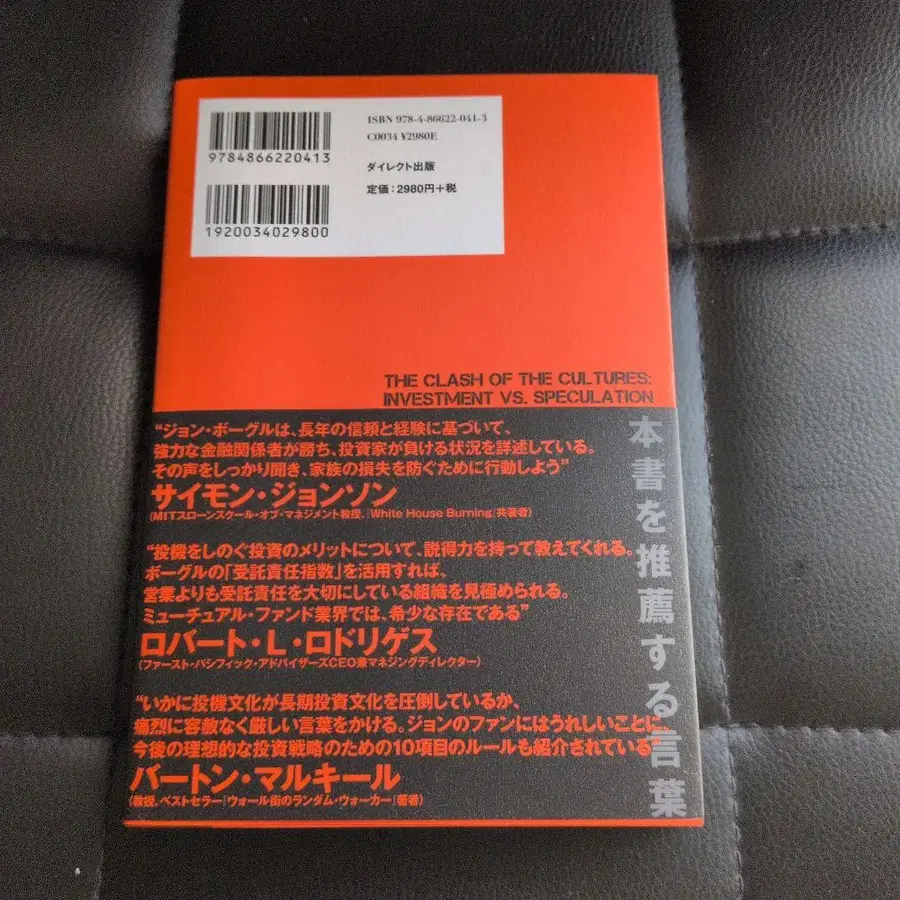 9784866220413
1920034029800
ISBN 978-4-86622-041-3
C0034 ¥2980E
ダイレクト出版
定価:2980円+税
THE CLASH OF THE CULTURES:
INVESTMENT VS. SPECULATION
本書を推薦する言葉
“ジョン・ボーグルは、長年の信頼と経験に基づいて、
強力な金融関係者が勝ち、投資家が負ける状況を詳述している。
その声をしっかり聞き、家族の損失を防ぐために行動しよう”
サイモン・ジョンソン
(MITスローンスクール・オブ・マネジメント教授、『White House Burning』共著者)
“投機をしのぐ投資のメリットについて、説得力を持って教えてくれる。
ボーグルの「受託責任指数」を活用すれば、
営業よりも受託責任を大切にしている組織を見極められる。
ミューチュアル・ファンド業界では、希少な存在である”
ロバート・L・ロドリゲス
(ファースト・パシフィック・アドバイザーズCEO兼マネジングディレクター)
“いかに投機文化が長期投資文化を圧倒しているか、
痛烈に容赦なく厳しい言葉をかける。ジョンのファンにはうれしいことに、
今後の理想的な投資戦略のための10項目のルールも紹介されている”
バートン・マルキール
(教授、ベストセラー『ウォール街のランダム・ウォーカー』著者)